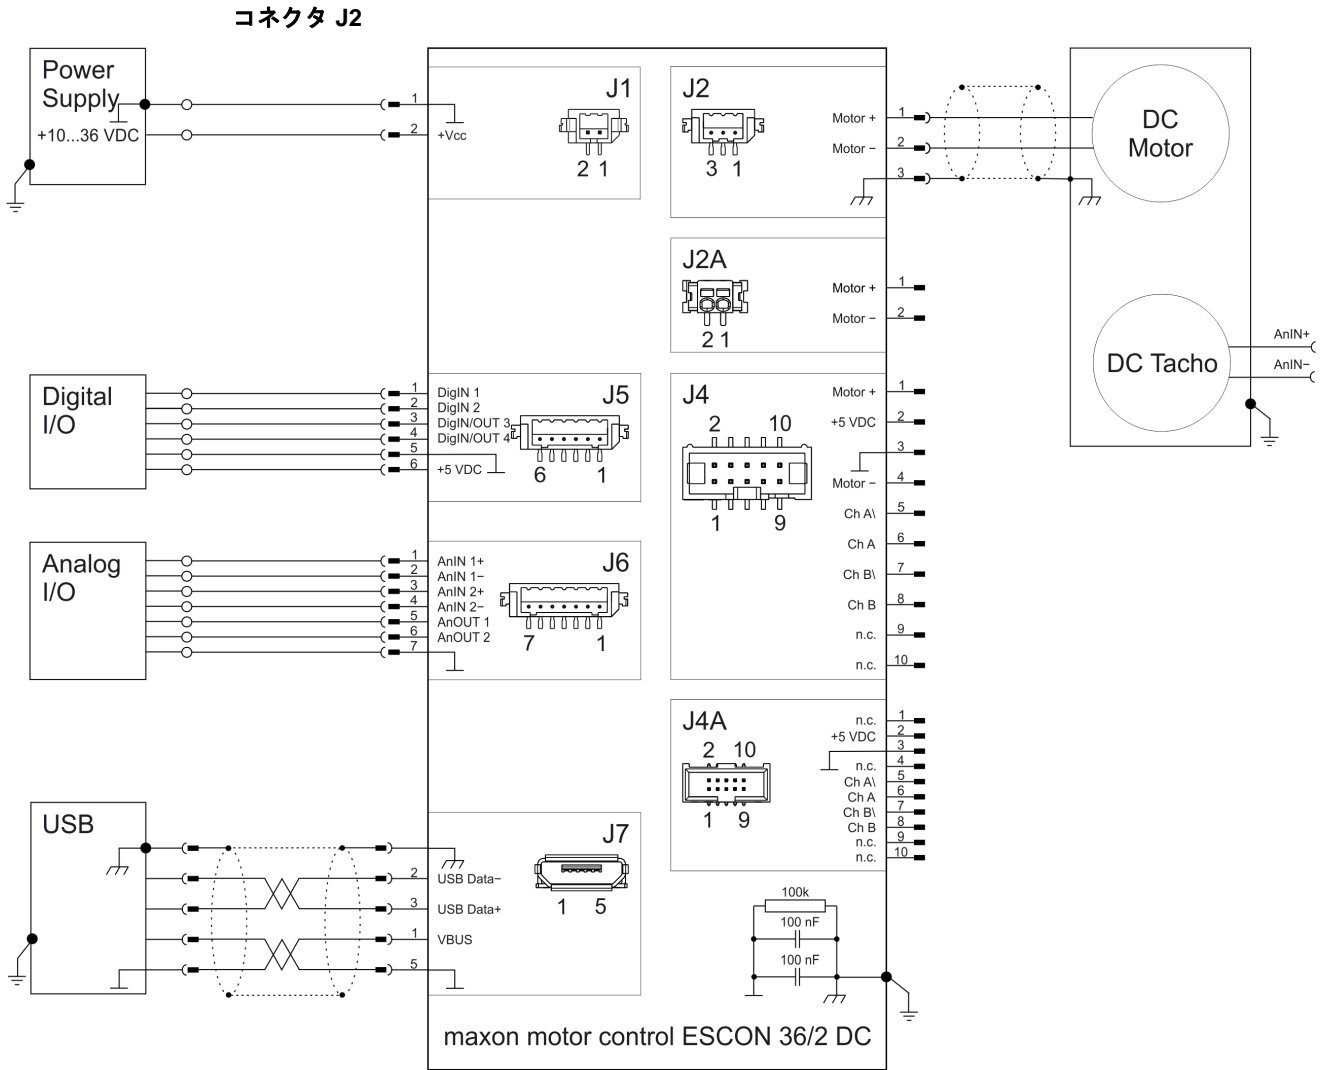 コネクタ J2
Power
Supply
+10...36 VDC
1
2
+Vcc
J1
2 1
J2
3 1
Motor +
Motor −
1
2
3
DC
Motor
J2A
2 1
Motor +
Motor −
1
2
DC Tacho
AnIN+
AnIN−
Digital
I/O
1
2
3
4
5
6
DigIN 1
DigIN 2
DigIN/OUT 3
DigIN/OUT 4
+5 VDC
J5
6 1
J4
2 10
1 9
Motor +
+5 VDC
Motor −
Ch A\
Ch A
Ch B\
Ch B
n.c.
n.c.
1
2
3
4
5
6
7
8
9
10
Analog
I/O
1
2
3
4
5
6
7
AnIN 1+
AnIN 1−
AnIN 2+
AnIN 2−
AnOUT 1
AnOUT 2
J6
7 1
J4A
2 10
1 9
n.c.
+5 VDC
n.c.
Ch A\
Ch A
Ch B\
Ch B
n.c.
n.c.
1
2
3
4
5
6
7
8
9
10
USB
2
3
1
5
USB Data−
USB Data+
VBUS
J7
1 5
100k
100 nF
100 nF
maxon motor control ESCON 36/2 DC